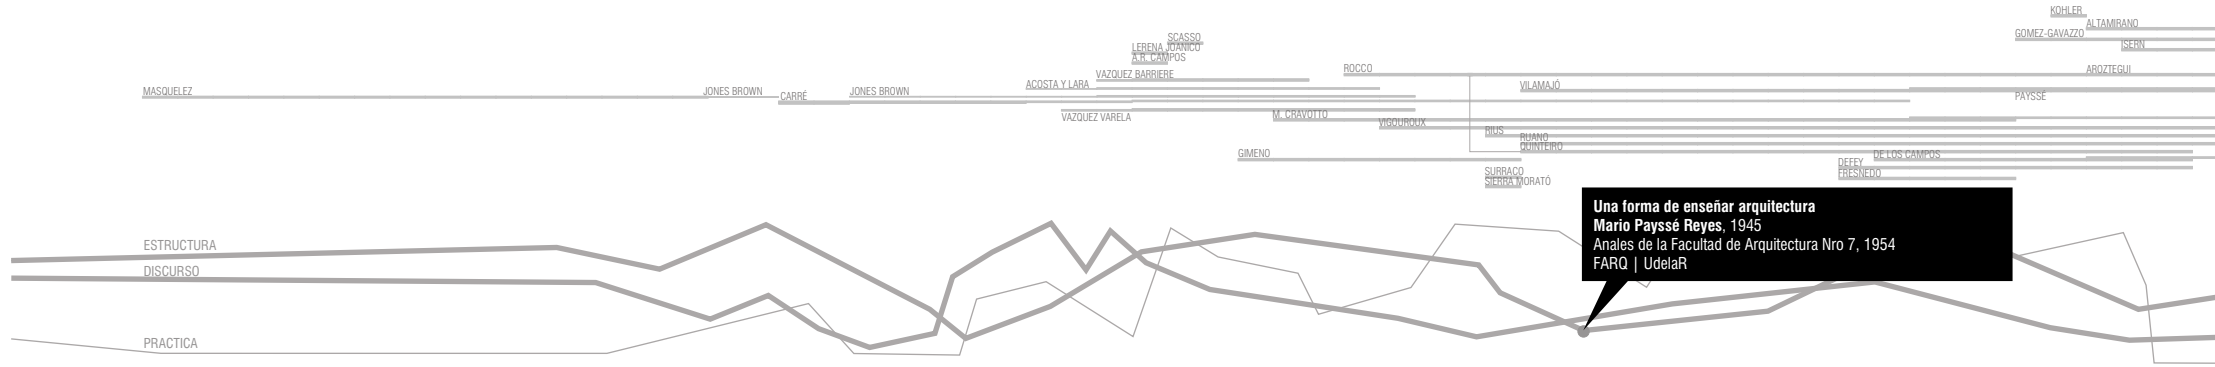 KOHLER
ALTAMIRANO
GOMEZ-GAVAZZO
SCASSO
LERENA JOANICO
ISERN
A.R. CAMPOS
ROCCO
AROZTEGUI
VAZQUEZ BARRIERE
ACOSTA Y LARA
VILAMAJÓ
MASQUELEZ
JONES BROWN
CARRÉ
JONES BROWN
PAYSSÉ
VAZQUEZ VARELA
M. CRAVOTTO
VIGOUROUX
RIUS
RUANO
QUINTEIRO
GIMENO
DE LOS CAMPOS
DEFEY
SURRACO
FRESNEDO
SIERRA MORATÓ
Una forma de enseñar arquitectura
Mario Payssé Reyes, 1945
Anales de la Facultad de Arquitectura Nro 7, 1954
FARQ | UdelaR
ESTRUCTURA
DISCURSO
PRACTICA